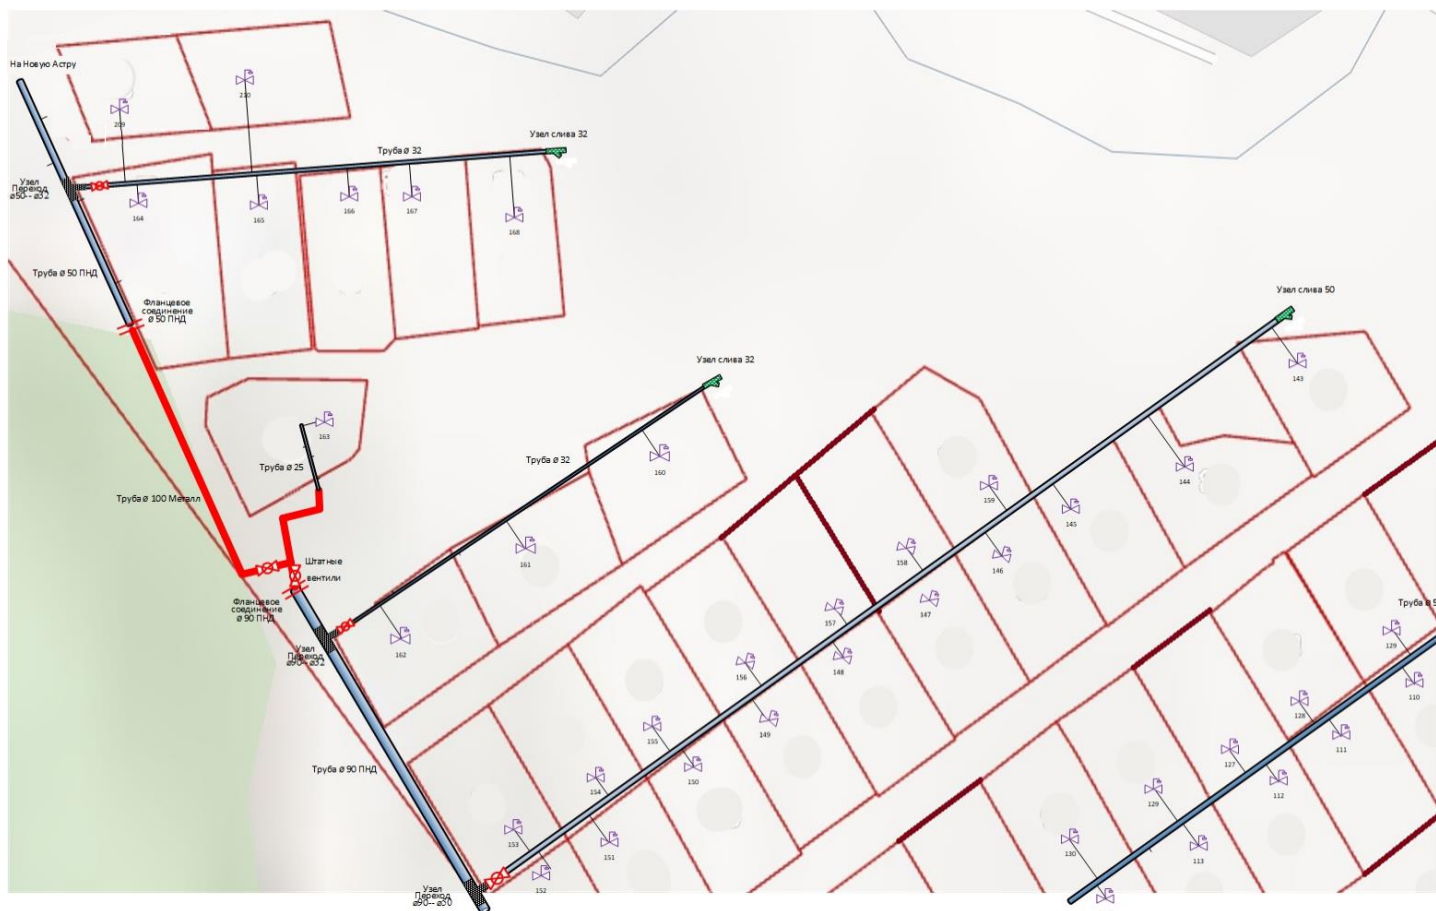 На Новую Астру
209
210
Узел слива 32
Труба ø 32
Узел
Переход
ø50-- ø32
164
165
166
167
168
Труба ø 50 ПНД
Фланцевое
соединение
ø 50 ПНД
Узел слива 50
143
Узел слива 32
163
Труба ø 25
Труба ø 32
160
144
159
145
Труба ø 100 Металл
161
158
146
Штатные
вентили
Фланцевое
соединение
ø 90 ПНД
147
157
Труба ø 9
129
162
Узел
Переход
ø90-- ø32
148
156
110
128
149
155
111
127
Труба ø 90 ПНД
150
154
112
129
153
151
130
113
152
Узел
Переход
ø90-- ø50